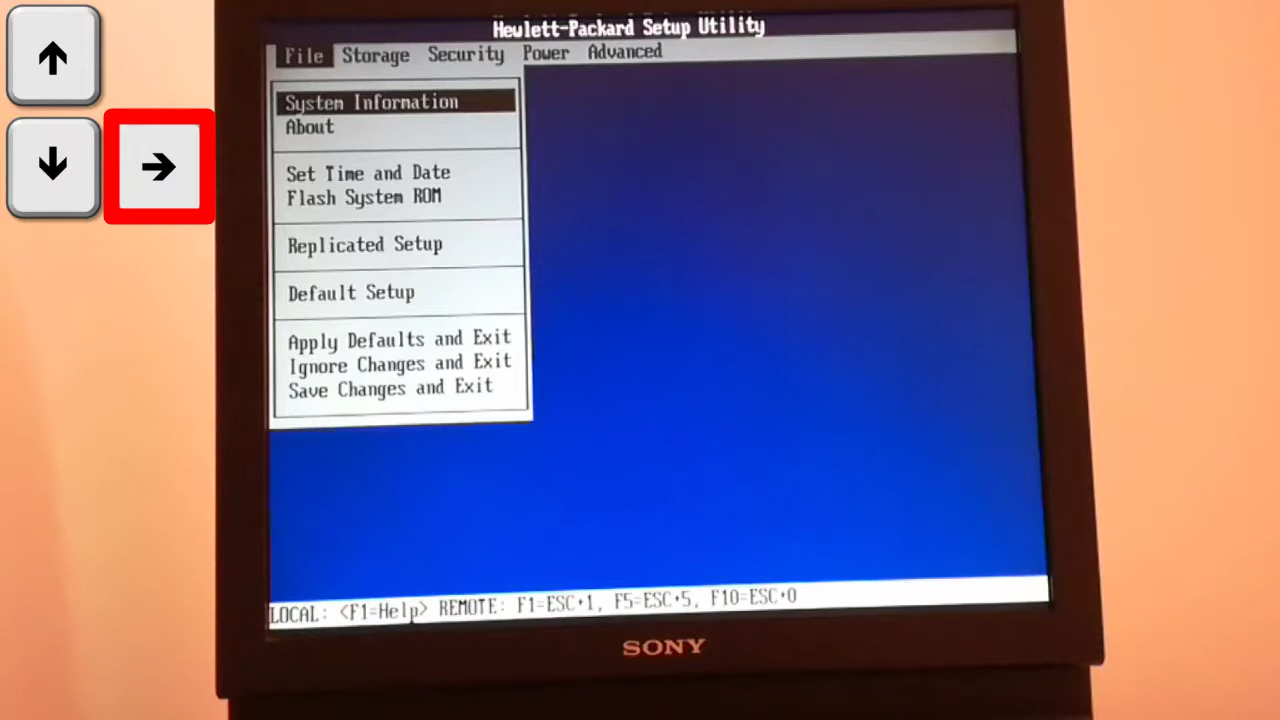 Hewlett-Packard Setup Utility
File Storage Security Power Advanced
System Information
About
Set Time and Date
Flash System ROM
Replicated Setup
Default Setup
Apply Defaults and Exit
Ignore Changes and Exit
Save Changes and Exit
LOCAL: <F1=Help> REMOTE: F1=ESC+1, F5=ESC+5, F10=ESC+0
SONY